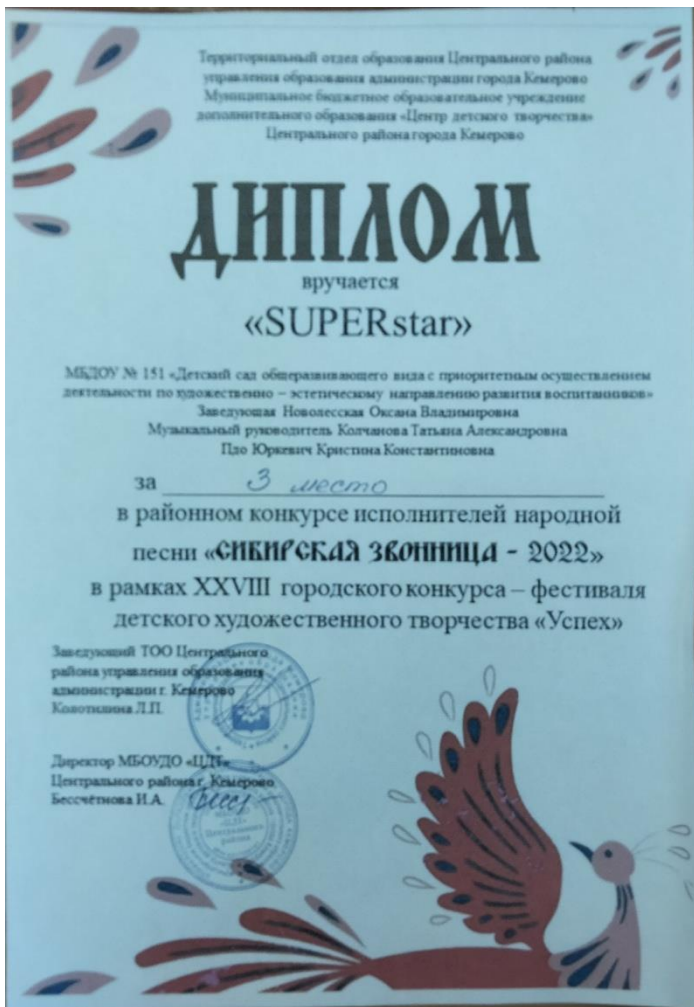 Территориальный отдел образования Центрального района
управления образования администрации города Кемерово
Муниципальное бюджетное образовательное учреждение
дополнительного образования «Центр детского творчества»
Центрального района города Кемерово
ДИПЛОМ
вручается
«SUPERstar»
МБДОУ № 151 «Детский сад общеразвивающего вида с приоритетным осуществлением
деятельности по художественно – эстетическому направлению развития воспитанников»
Заведующая Новолесская Оксана Владимировна
Музыкальный руководитель Колчанова Татьяна Александровна
Пдо Юркевич Кристина Константиновна
за 3 место
в районном конкурсе исполнителей народной
песни «СИБИРСКАЯ ЗВОННИЦА - 2022»
в рамках XXVIII городского конкурса – фестиваля
детского художественного творчества «Успех»
Заведующий ТОО Центрального
района управления образования
администрации г. Кемерово
Колотилина Л.П.
Директор МБОУДО «ЦДТ»
Центрального района г. Кемерово
Бессчётнова И.А.
«ЦДТ»
Центрального
района